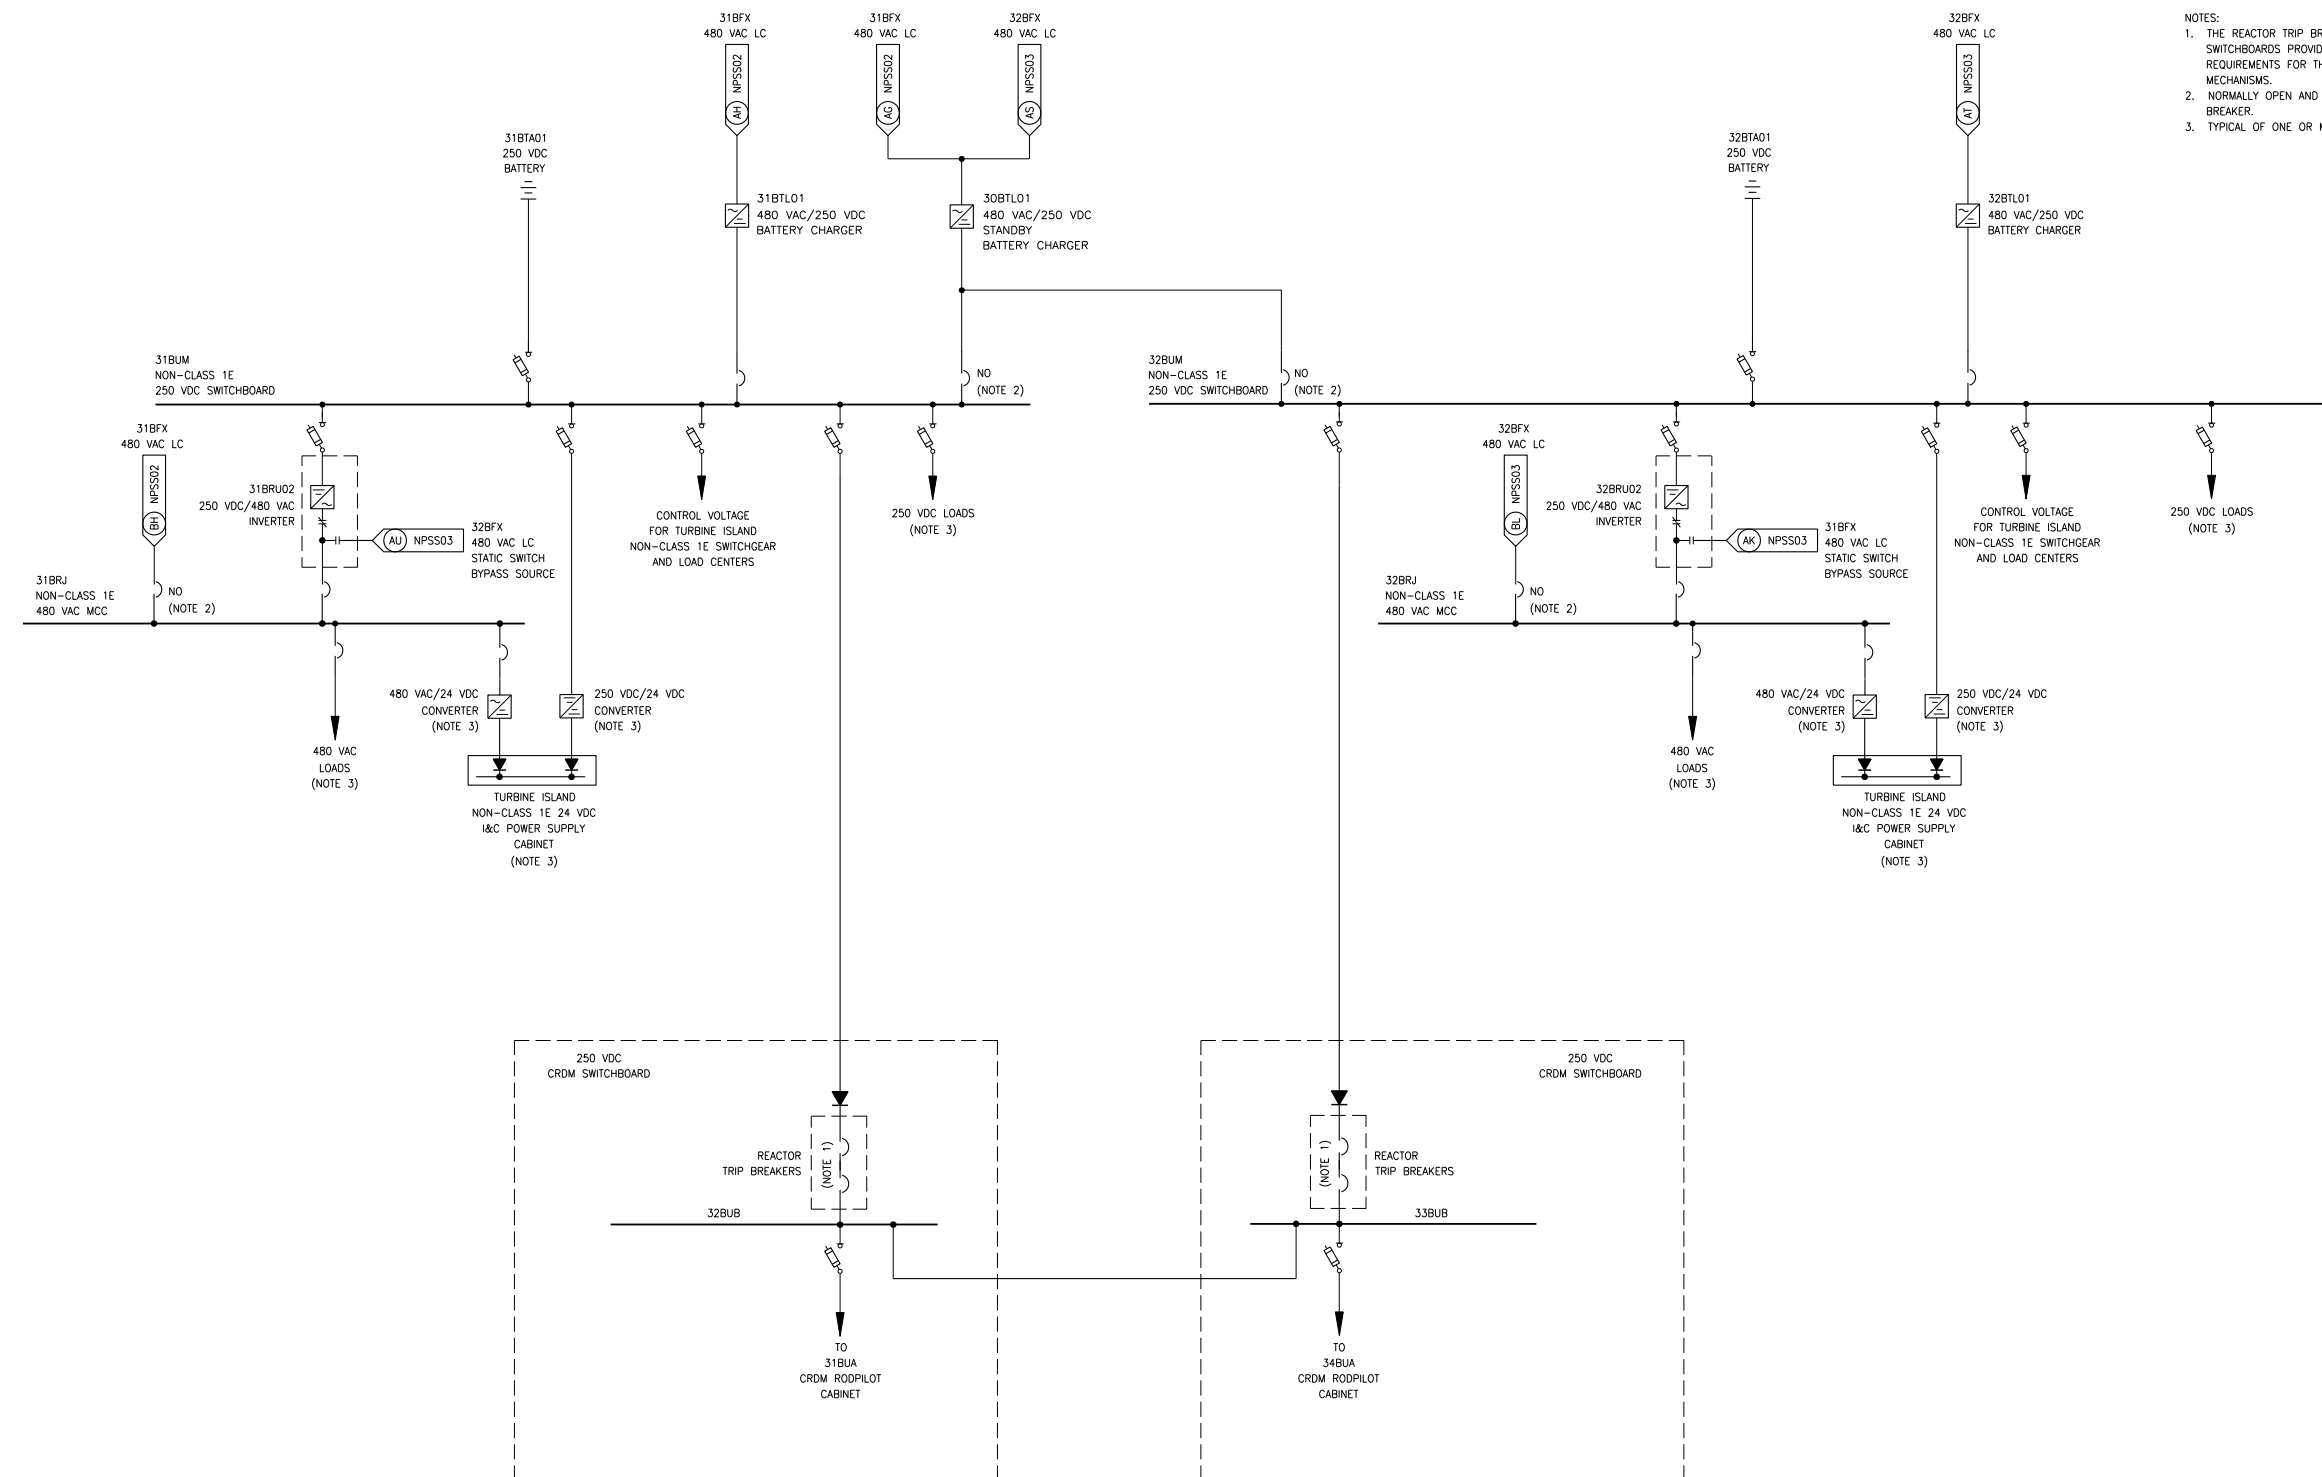 31BFX
480 VAC LC
NPSS02
AH
31BFX
480 VAC LC
NPSS02
AG
32BFX
480 VAC LC
NPSS03
AS
32BFX
480 VAC LC
NPSS03
AT
NOTES:
1. THE REACTOR TRIP
SWITCHBOARDS
REQUIREMENTS FOR
MECHANISMS.
2. NORMALLY OPEN AND
BREAKER.
3. TYPICAL OF ONE OR
31BTA01
250 VDC
BATTERY
31BTL01
480 VAC/250 VDC
BATTERY CHARGER
30BTL01
480 VAC/250 VDC
STANDBY
BATTERY CHARGER
32BTA01
250 VDC
BATTERY
32BTL01
480 VAC/250 VDC
BATTERY CHARGER
31BUM
NON-CLASS 1E
250 VDC SWITCHBOARD
NO
(NOTE 2)
32BUM
NON-CLASS 1E
250 VDC SWITCHBOARD
NO
(NOTE 2)
31BFX
480 VAC LC
NPSS02
BH
31BRU02
250 VDC/480 VAC
INVERTER
AU NPSS03
32BFX
480 VAC LC
STATIC SWITCH
BYPASS SOURCE
CONTROL VOLTAGE
FOR TURBINE ISLAND
NON-CLASS 1E SWITCHGEAR
AND LOAD CENTERS
250 VDC LOADS
(NOTE 3)
31BRJ
NON-CLASS 1E
480 VAC MCC
NO
(NOTE 2)
480 VAC
LOADS
(NOTE 3)
480 VAC/24 VDC
CONVERTER
(NOTE 3)
250 VDC/24 VDC
CONVERTER
(NOTE 3)
TURBINE ISLAND
NON-CLASS 1E 24 VDC
I&C POWER SUPPLY
CABINET
(NOTE 3)
32BFX
480 VAC LC
NPSS03
BL
32BRU02
250 VDC/480 VAC
INVERTER
AK NPSS03
31BFX
480 VAC LC
STATIC SWITCH
BYPASS SOURCE
CONTROL VOLTAGE
FOR TURBINE ISLAND
NON-CLASS 1E SWITCHGEAR
AND LOAD CENTERS
250 VDC LOADS
(NOTE 3)
32BRJ
NON-CLASS 1E
480 VAC MCC
NO
(NOTE 2)
480 VAC
LOADS
(NOTE 3)
480 VAC/24 VDC
CONVERTER
(NOTE 3)
250 VDC/24 VDC
CONVERTER
(NOTE 3)
TURBINE ISLAND
NON-CLASS 1E 24 VDC
I&C POWER SUPPLY
CABINET
(NOTE 3)
250 VDC
CRDM SWITCHBOARD
REACTOR
TRIP BREAKERS
(NOTE 1)
32BUB
TO
31BUA
CRDM RODPILOT
CABINET
250 VDC
CRDM SWITCHBOARD
(NOTE 1)
REACTOR
TRIP BREAKERS
33BUB
TO
34BUA
CRDM RODPILOT
CABINET